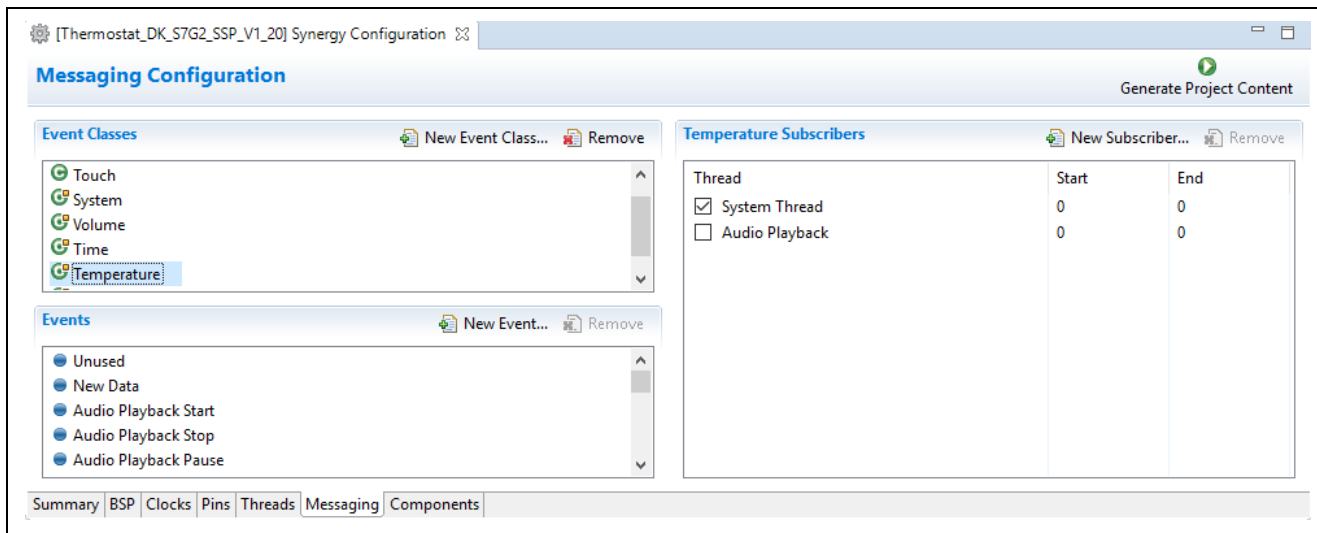 [Thermostat_DK_S7G2_SSP_V1_20] Synergy Configuration
Messaging Configuration
Generate Project Content
Event Classes
New Event Class...
Remove
Touch
System
Volume
Time
Temperature
Events
New Event...
Remove
Unused
New Data
Audio Playback Start
Audio Playback Stop
Audio Playback Pause
Temperature Subscribers
New Subscriber...
Remove
Thread Start End
System Thread 0 0
Audio Playback 0 0
Summary BSP Clocks Pins Threads Messaging Components